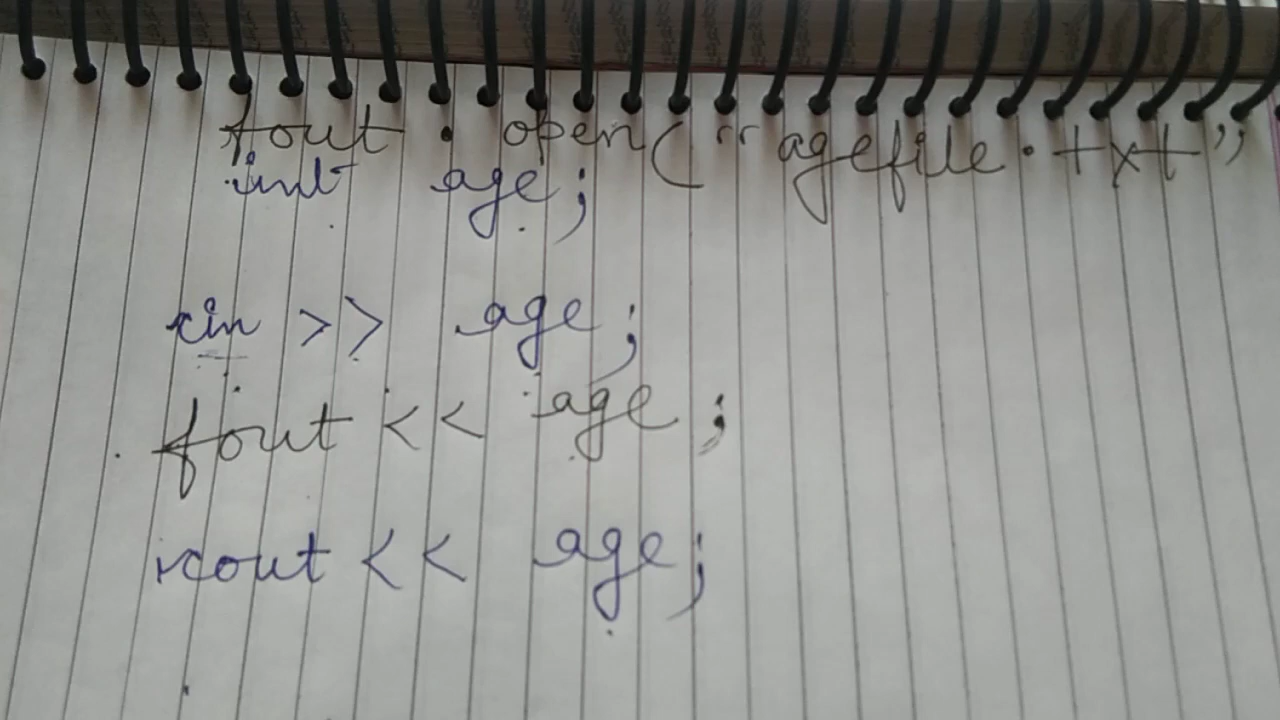 fout . open ( "agefile . txt"
int age ;
cin >> age ;
fout << age ;
cout << age ;